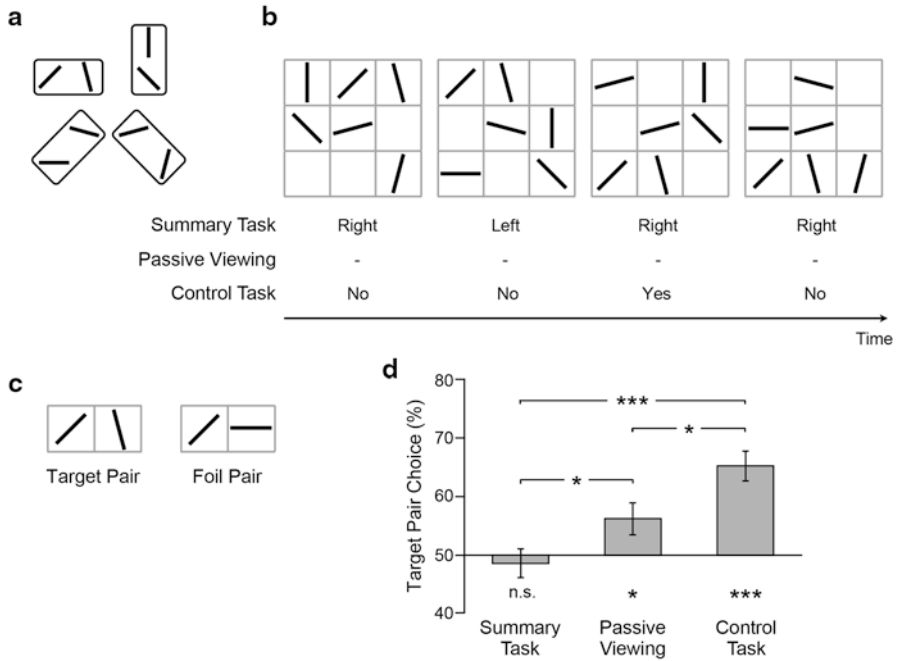 a
b
Summary Task Right Left Right Right
Passive Viewing - - - -
Control Task No No Yes No
Time
c
Target Pair Foil Pair
d
Target Pair Choice (%)
80
70
60
50
40
***
*
*
n.s. * ***
Summary Task
Passive Viewing
Control Task